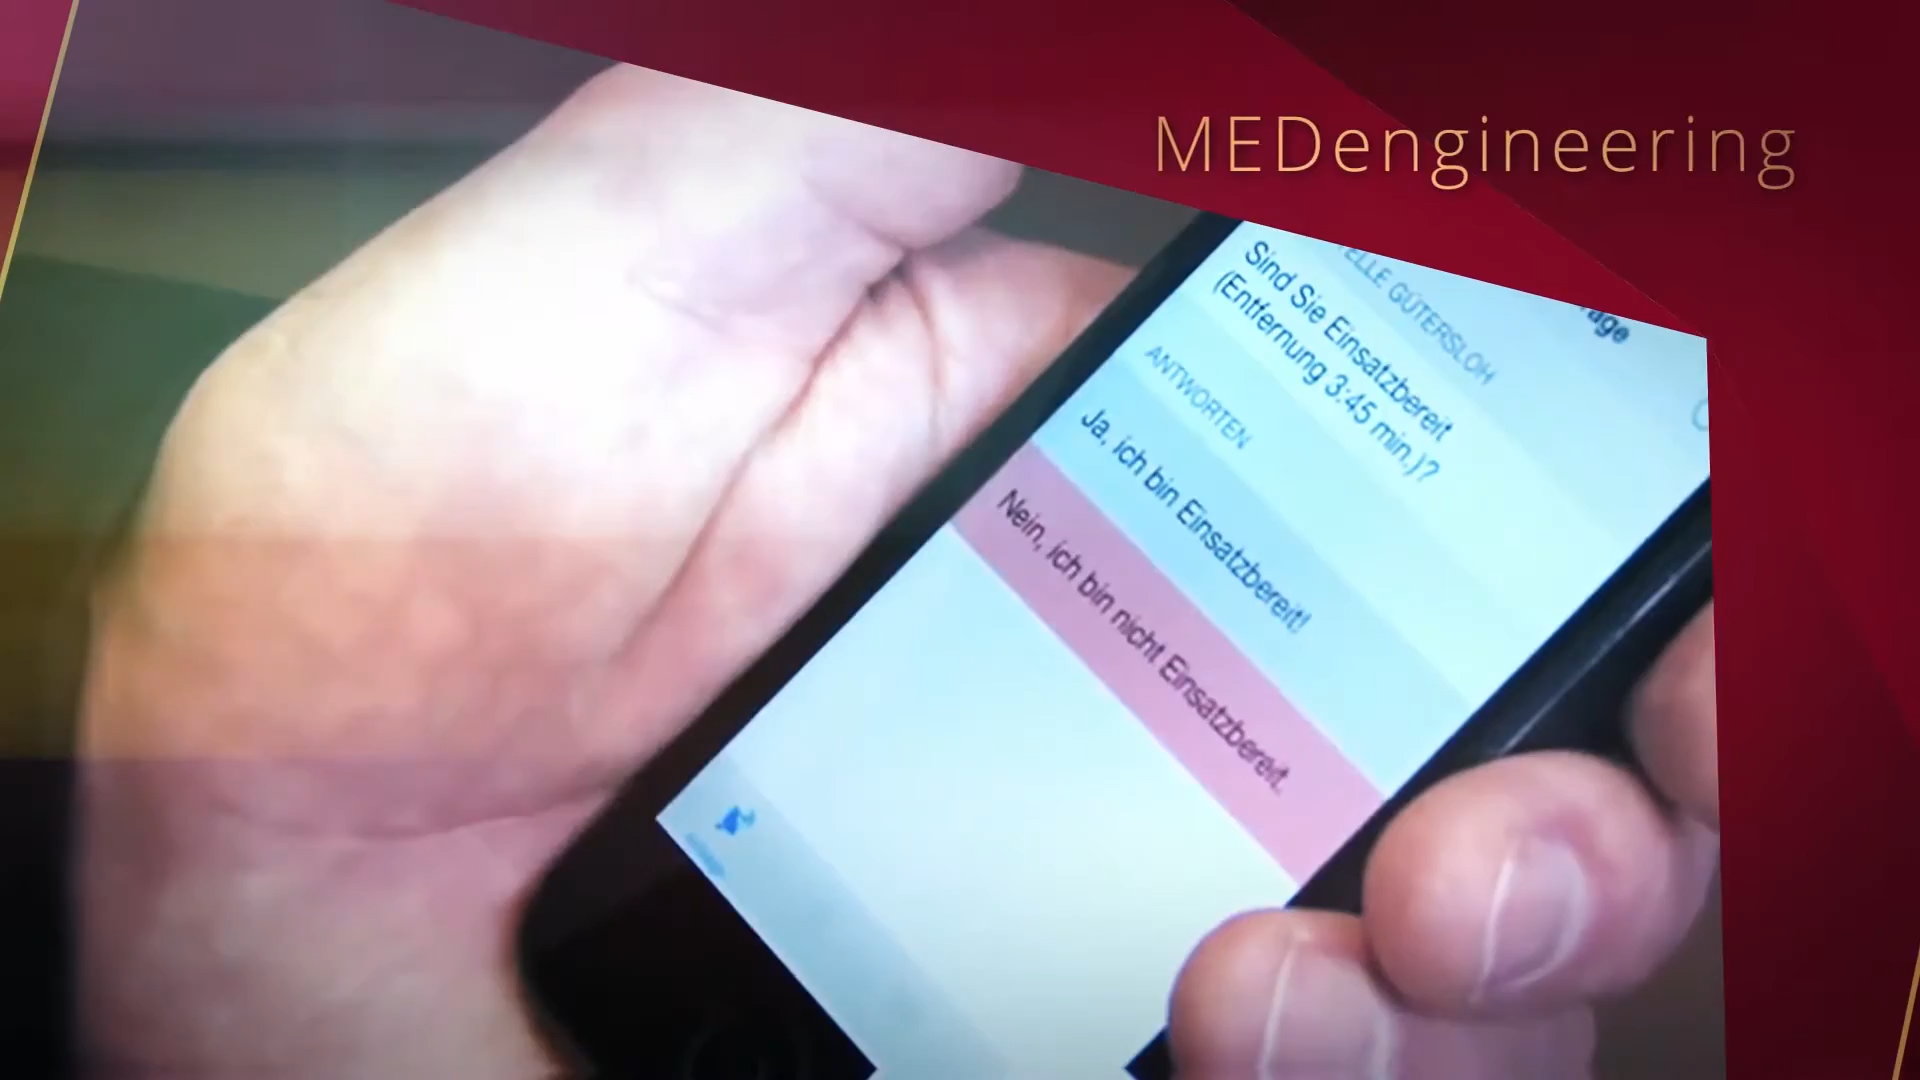 MEDengineering
ELLE GÜTERSLOH
Sind Sie Einsatzbereit
(Entfernung 3:45 min.)?
ANTWORTEN
Ja, ich bin Einsatzbereit!
Nein, ich bin nicht Einsatzbereit.